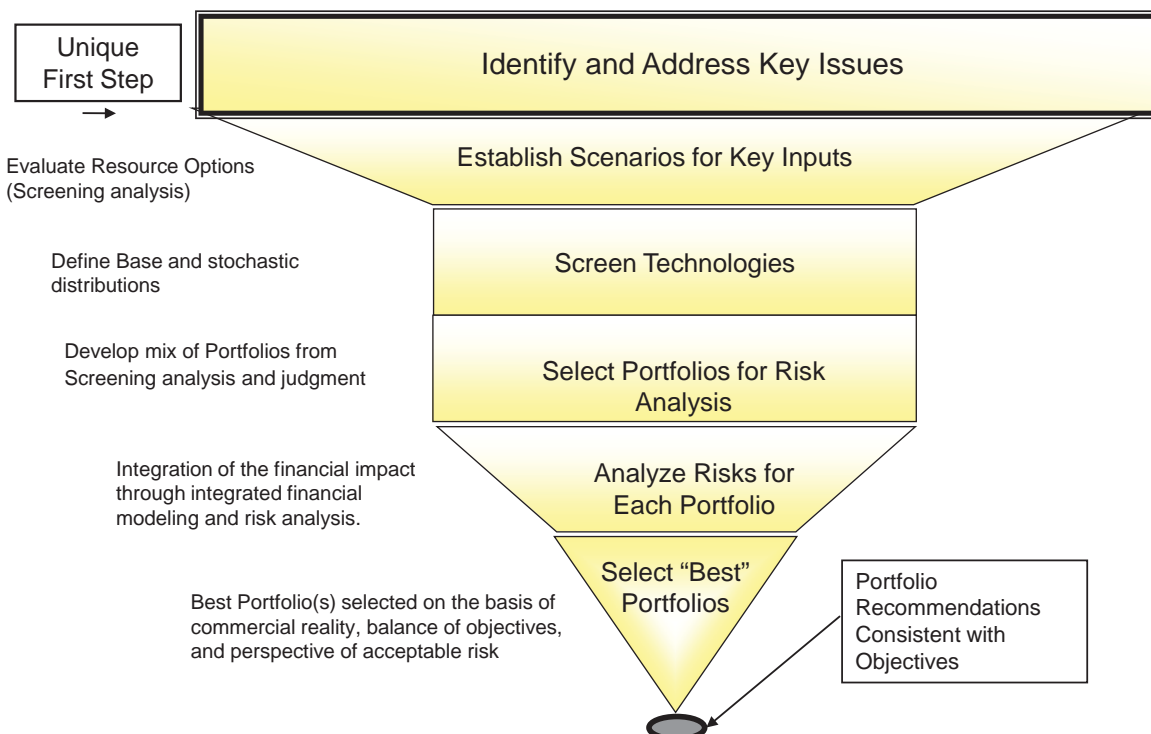 Unique
First Step
Identify and Address Key Issues
Evaluate Resource Options
(Screening analysis)
Establish Scenarios for Key Inputs
Define Base and stochastic
distributions
Screen Technologies
Develop mix of Portfolios from
Screening analysis and judgment
Select Portfolios for Risk
Analysis
Integration of the financial impact
through integrated financial
modeling and risk analysis.
Analyze Risks for
Each Portfolio
Best Portfolio(s) selected on the basis of
commercial reality, balance of objectives,
and perspective of acceptable risk
Select “Best”
Portfolios
Portfolio
Recommendations
Consistent with
Objectives